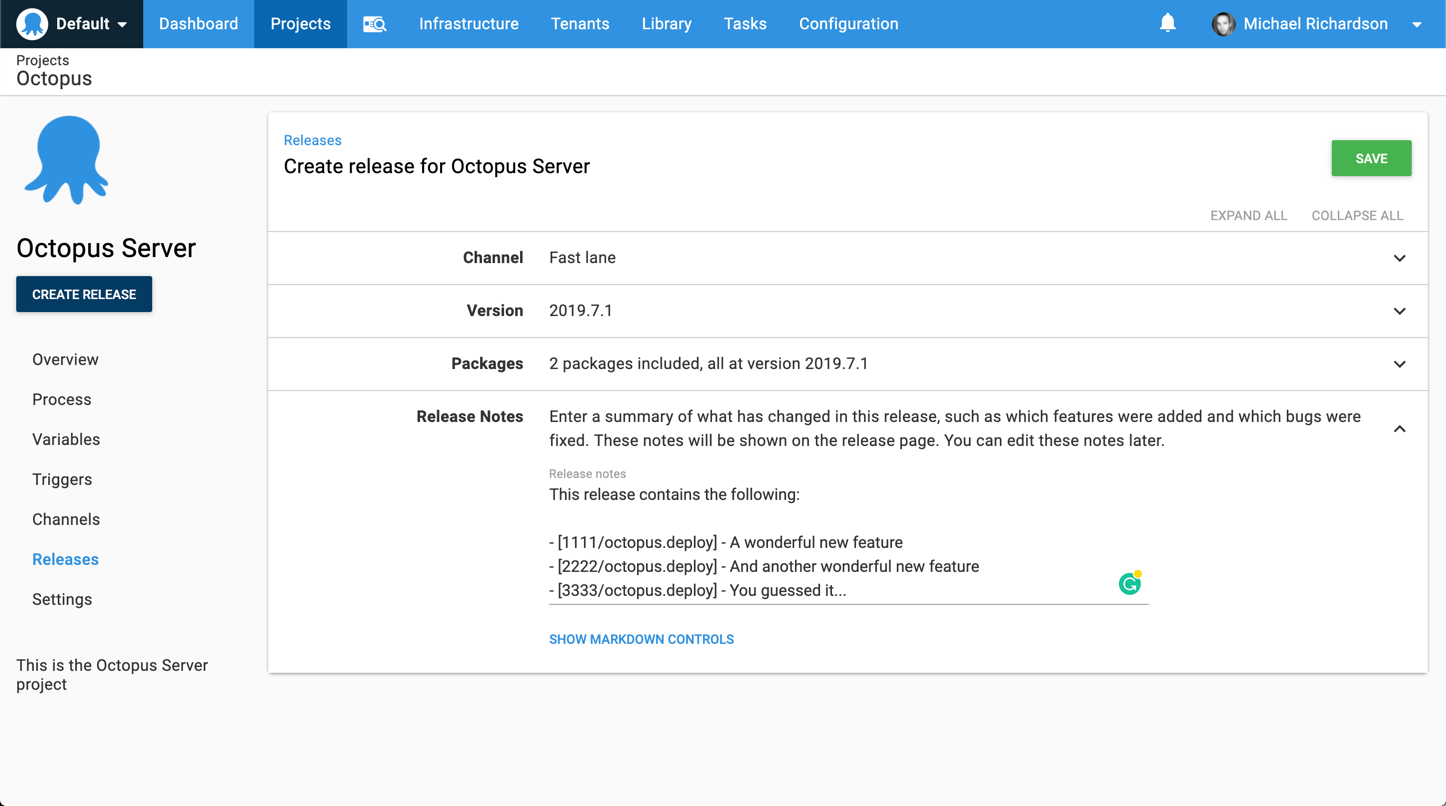 Default
Dashboard
Projects
Infrastructure
Tenants
Library
Tasks
Configuration
Michael Richardson
Projects
Octopus
Octopus Server
CREATE RELEASE
Overview
Process
Variables
Triggers
Channels
Releases
Settings
This is the Octopus Server
project
Releases
Create release for Octopus Server
SAVE
EXPAND ALL
COLLAPSE ALL
Channel
Fast lane
Version
2019.7.1
Packages
2 packages included, all at version 2019.7.1
Release Notes
Enter a summary of what has changed in this release, such as which features were added and which bugs were
fixed. These notes will be shown on the release page. You can edit these notes later.
Release notes
This release contains the following:
- [1111/octopus.deploy] - A wonderful new feature
- [2222/octopus.deploy] - And another wonderful new feature
- [3333/octopus.deploy] - You guessed it...
SHOW MARKDOWN CONTROLS